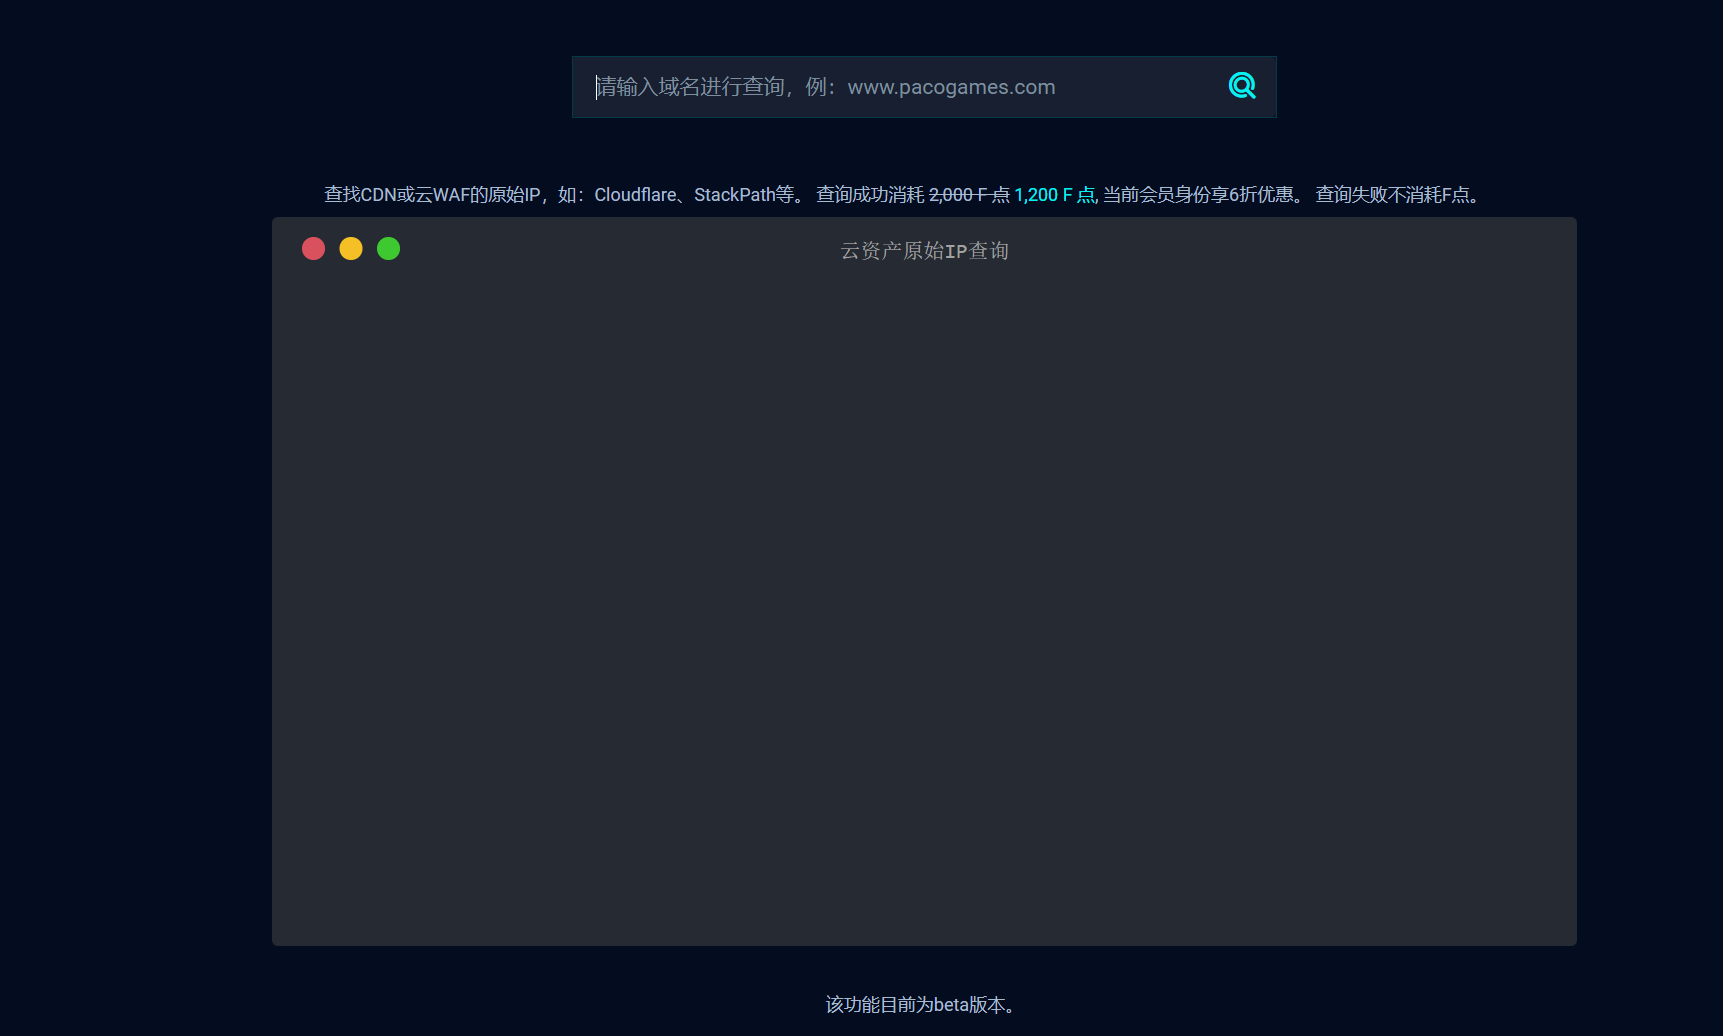 请输入域名进行查询，例：www.pacogames.com
查找CDN或云WAF的原始IP，如：Cloudflare、StackPath等。 查询成功消耗 2,000 F 点 1,200 F 点, 当前会员身份享6折优惠。 查询失败不消耗F点。
云资产原始IP查询
该功能目前为beta版本。